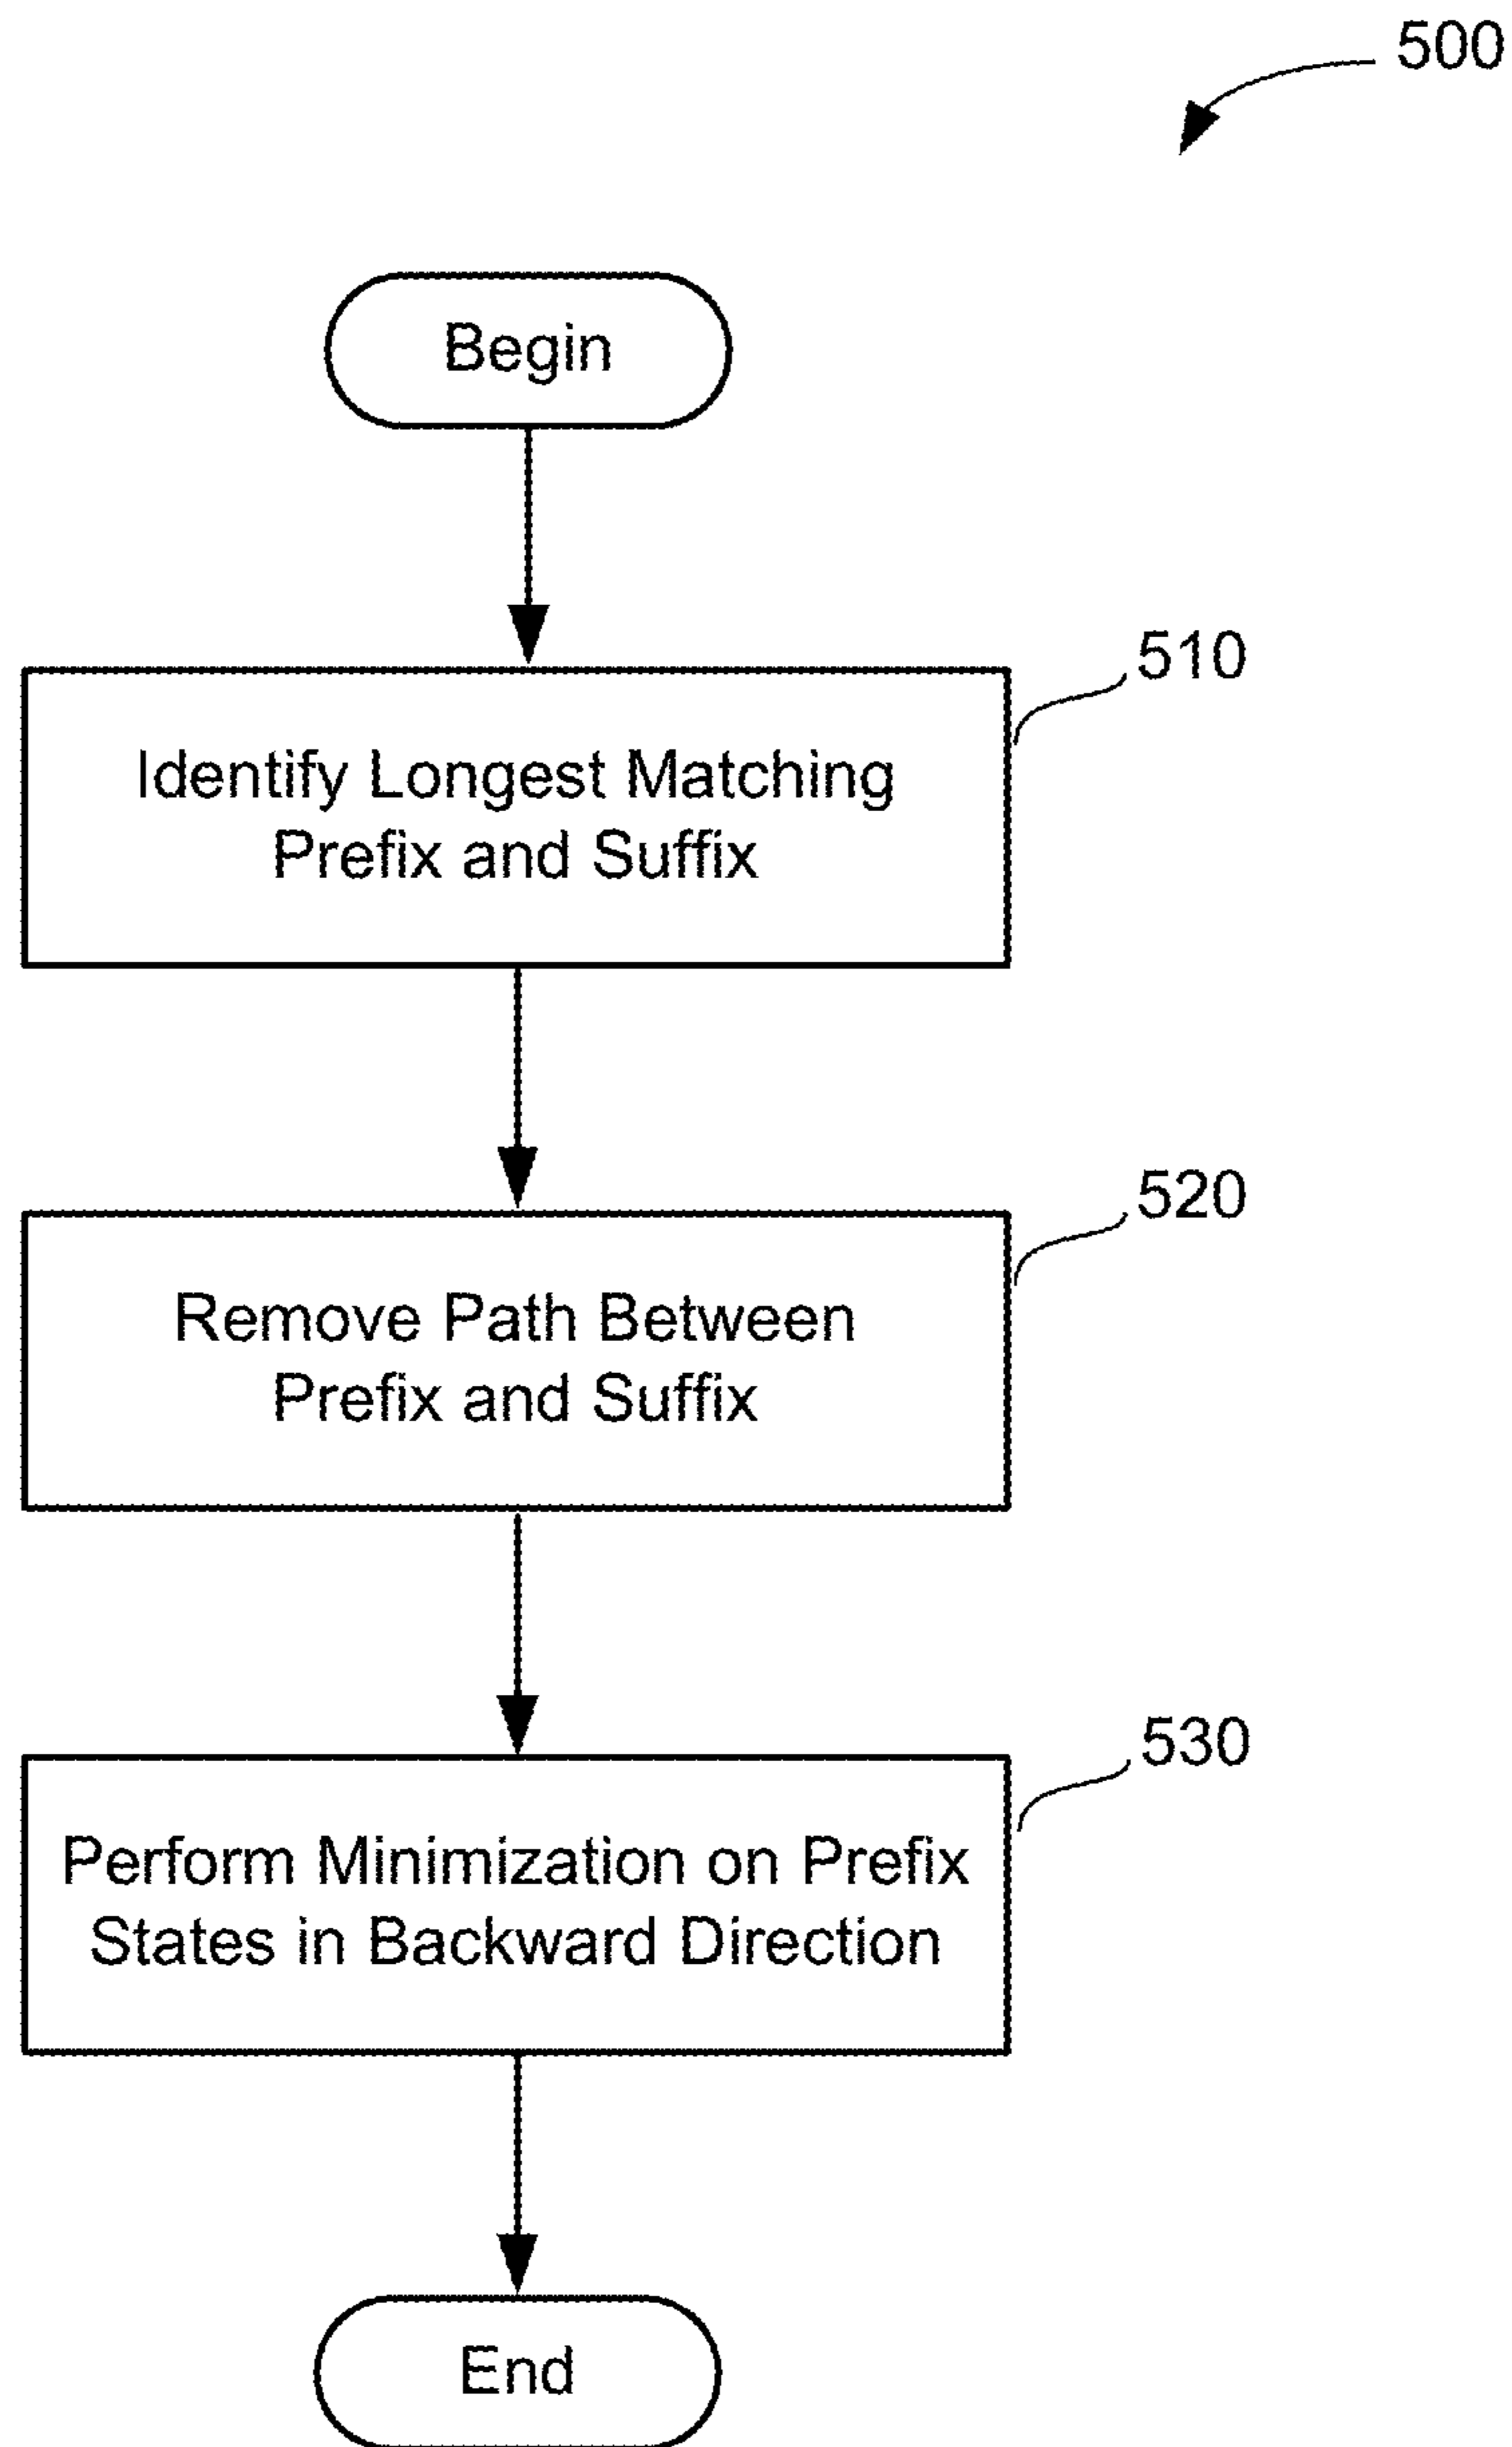 500
Begin
510
Identify Longest Matching
Prefix and Suffix
520
Remove Path Between
Prefix and Suffix
530
Perform Minimization on Prefix
States in Backward Direction
End